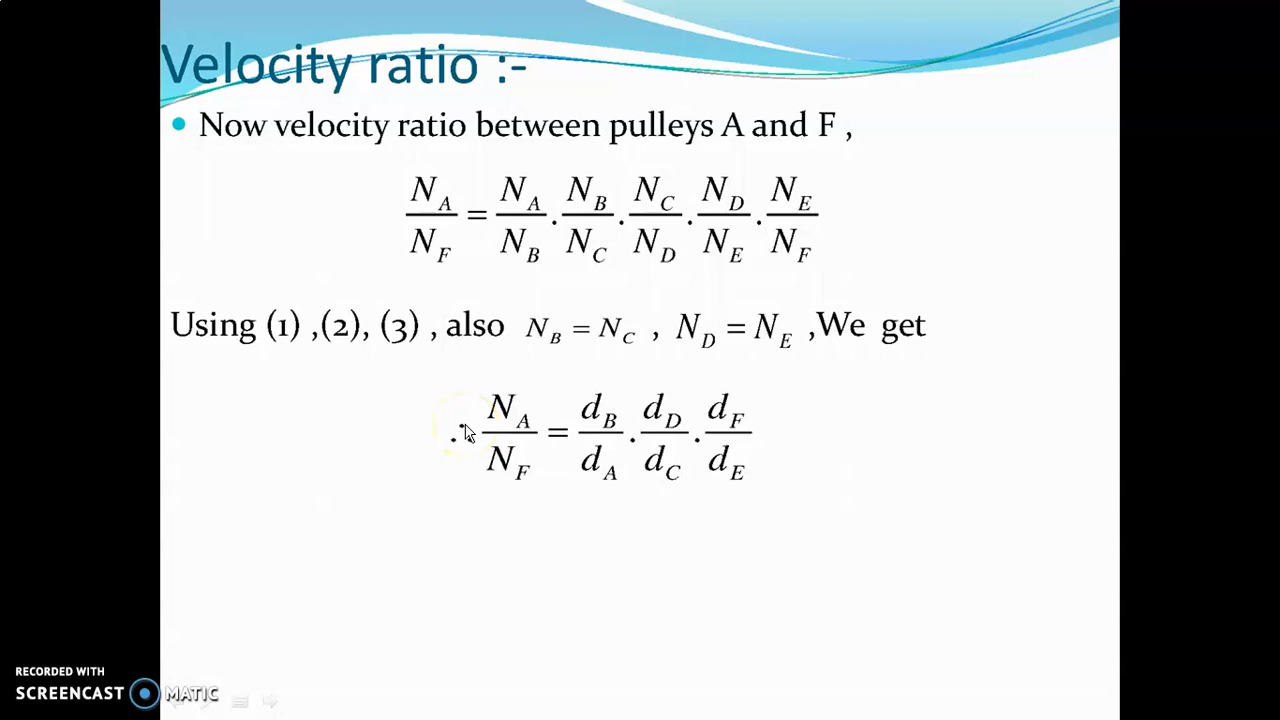 Velocity ratio :-
• Now velocity ratio between pulleys A and F ,
N_A/N_F = N_A/N_B . N_B/N_C . N_C/N_D . N_D/N_E . N_E/N_F
Using (1) ,(2), (3) , also N_B = N_C , N_D = N_E ,We get
∴ N_A/N_F = d_B/d_A . d_D/d_C . d_F/d_E
RECORDED WITH
SCREENCAST MATIC